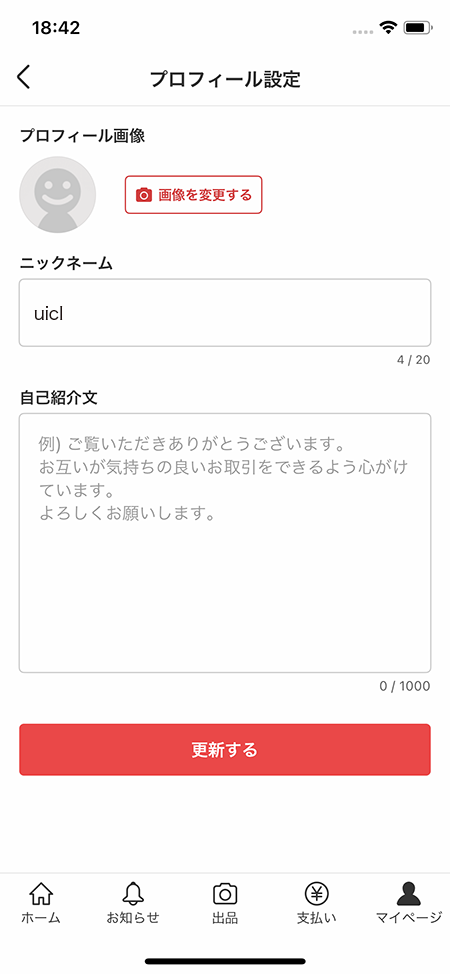 18:42
プロフィール設定
プロフィール画像
画像を変更する
ニックネーム
uicl
4 / 20
自己紹介文
例) ご覧いただきありがとうございます。
お互いが気持ちの良いお取引をできるよう心がけ
ています。
よろしくお願いします。
0 / 1000
更新する
ホーム
お知らせ
出品
支払い
マイページ